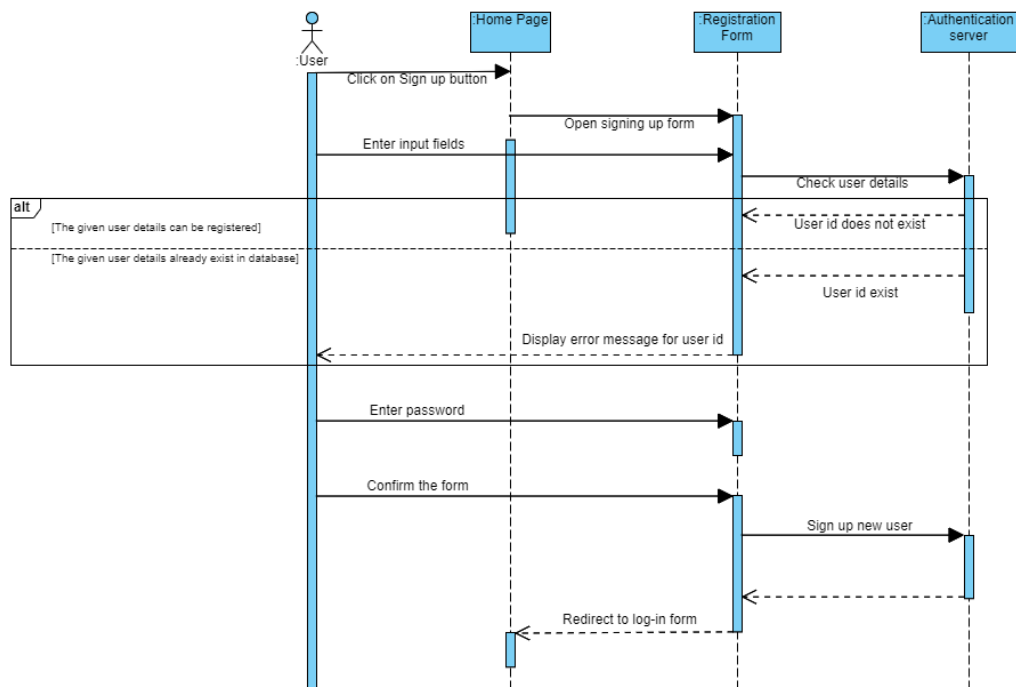 :User
:Home Page
:Registration
Form
:Authentication
server
Click on Sign up button
Open signing up form
Enter input fields
Check user details
alt
[The given user details can be registered]
User id does not exist
[The given user details already exist in database]
User id exist
Display error message for user id
Enter password
Confirm the form
Sign up new user
Redirect to log-in form